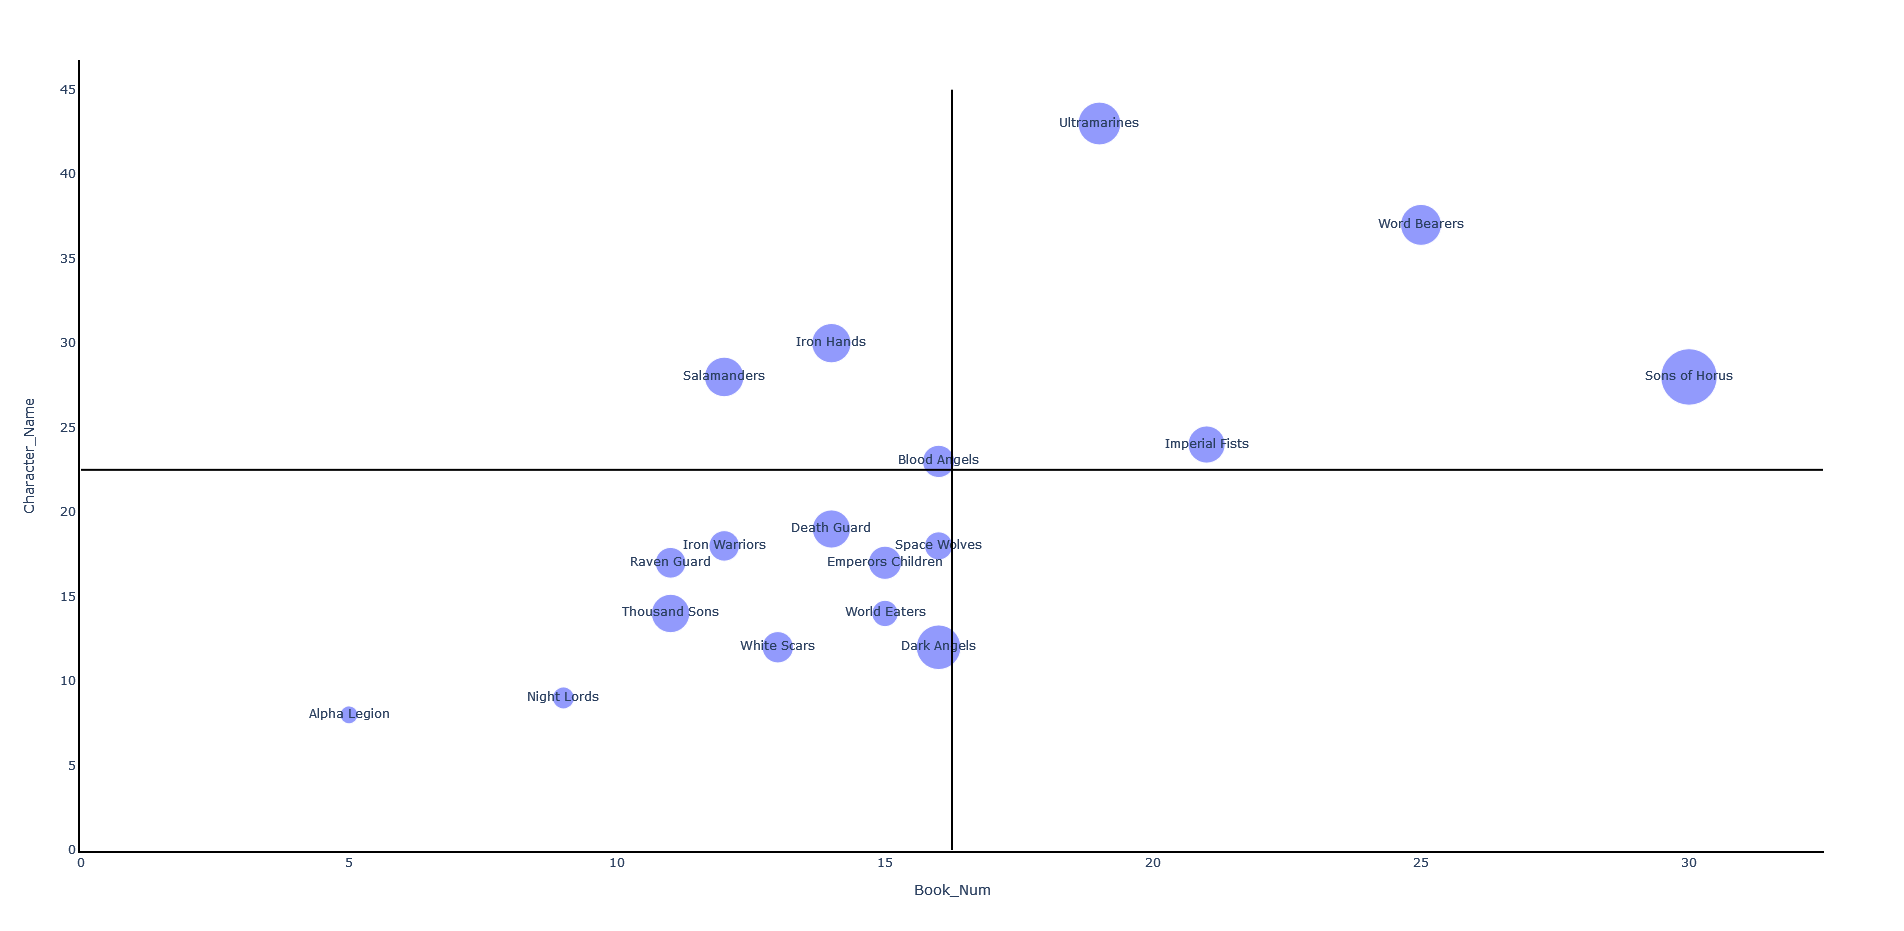 45
Ultramarines
40
Word Bearers
35
Iron Hands
30
Salamanders
Sons of Horus
Character_Name
25
Imperial Fists
Blood Angels
20
Death Guard
Iron Warriors
Space Wolves
Raven Guard
Emperors Children
15
Thousand Sons
World Eaters
White Scars
Dark Angels
10
Night Lords
Alpha Legion
5
0
0 5 10 15 20 25 30
Book_Num